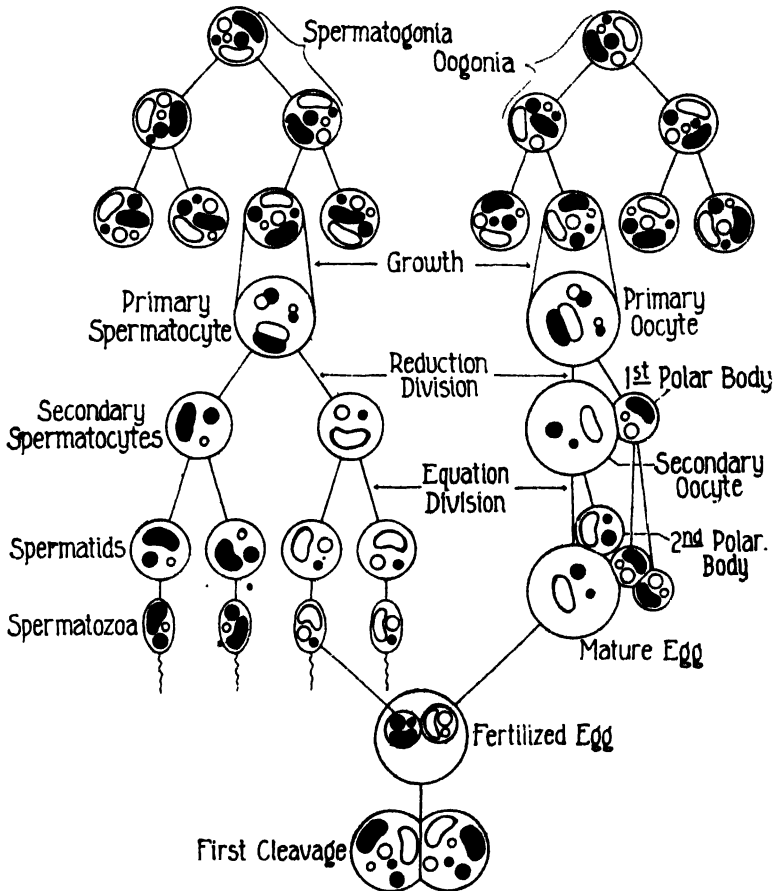 Spermatogonia
Oogonia
Growth
Primary
Spermatocyte
Primary
Oocyte
Reduction
Division
1st Polar Body
Secondary
Spermatocytes
Secondary
Oocyte
Equation
Division
Spermatids
2nd Polar.
Body
Spermatozoa
Mature Egg
Fertilized Egg
First Cleavage